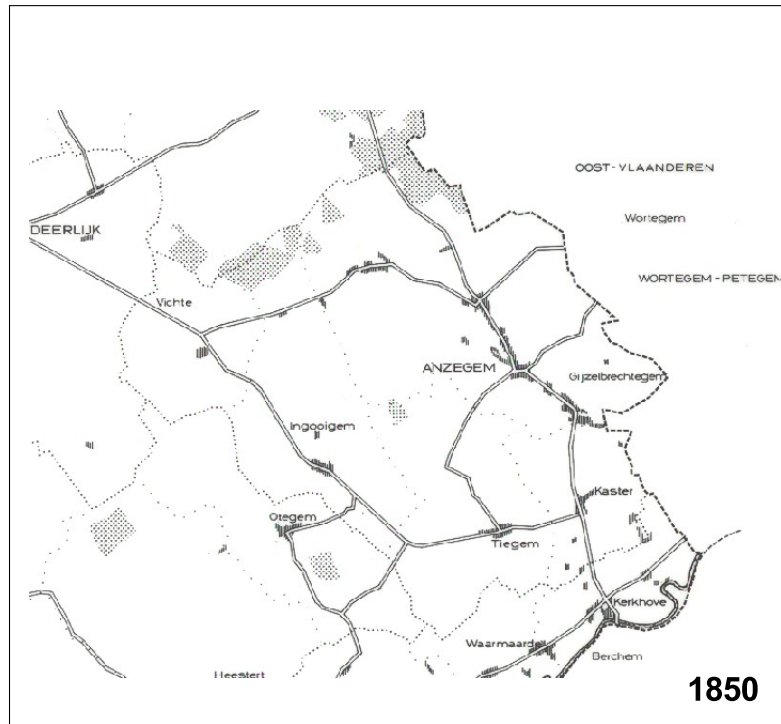 OOST-VLAANDEREN
Wortegem
DEERLIJK
WORTEGEM-PETEGEM
Vichte
ANZEGEM
Gijzelbrechtegem
Ingooigem
Kaster
Otegem
Tiegem
Kerkhove
Waarmaarde
Berchem
Heestert
1850